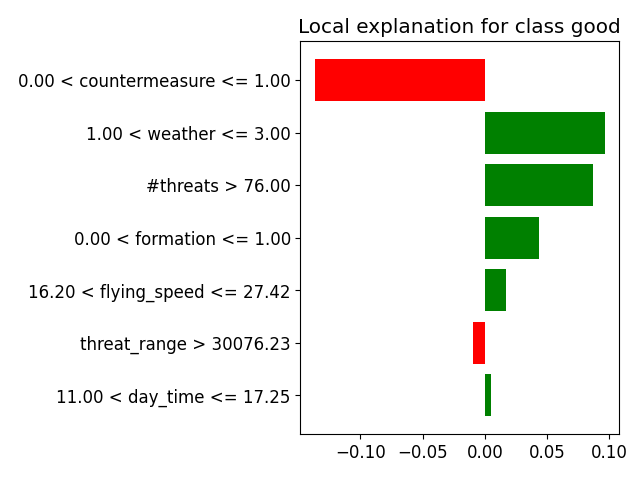 Local explanation for class good
0.00 < countermeasure <= 1.00
1.00 < weather <= 3.00
#threats > 76.00
0.00 < formation <= 1.00
16.20 < flying_speed <= 27.42
threat_range > 30076.23
11.00 < day_time <= 17.25
−0.10 −0.05 0.00 0.05 0.10